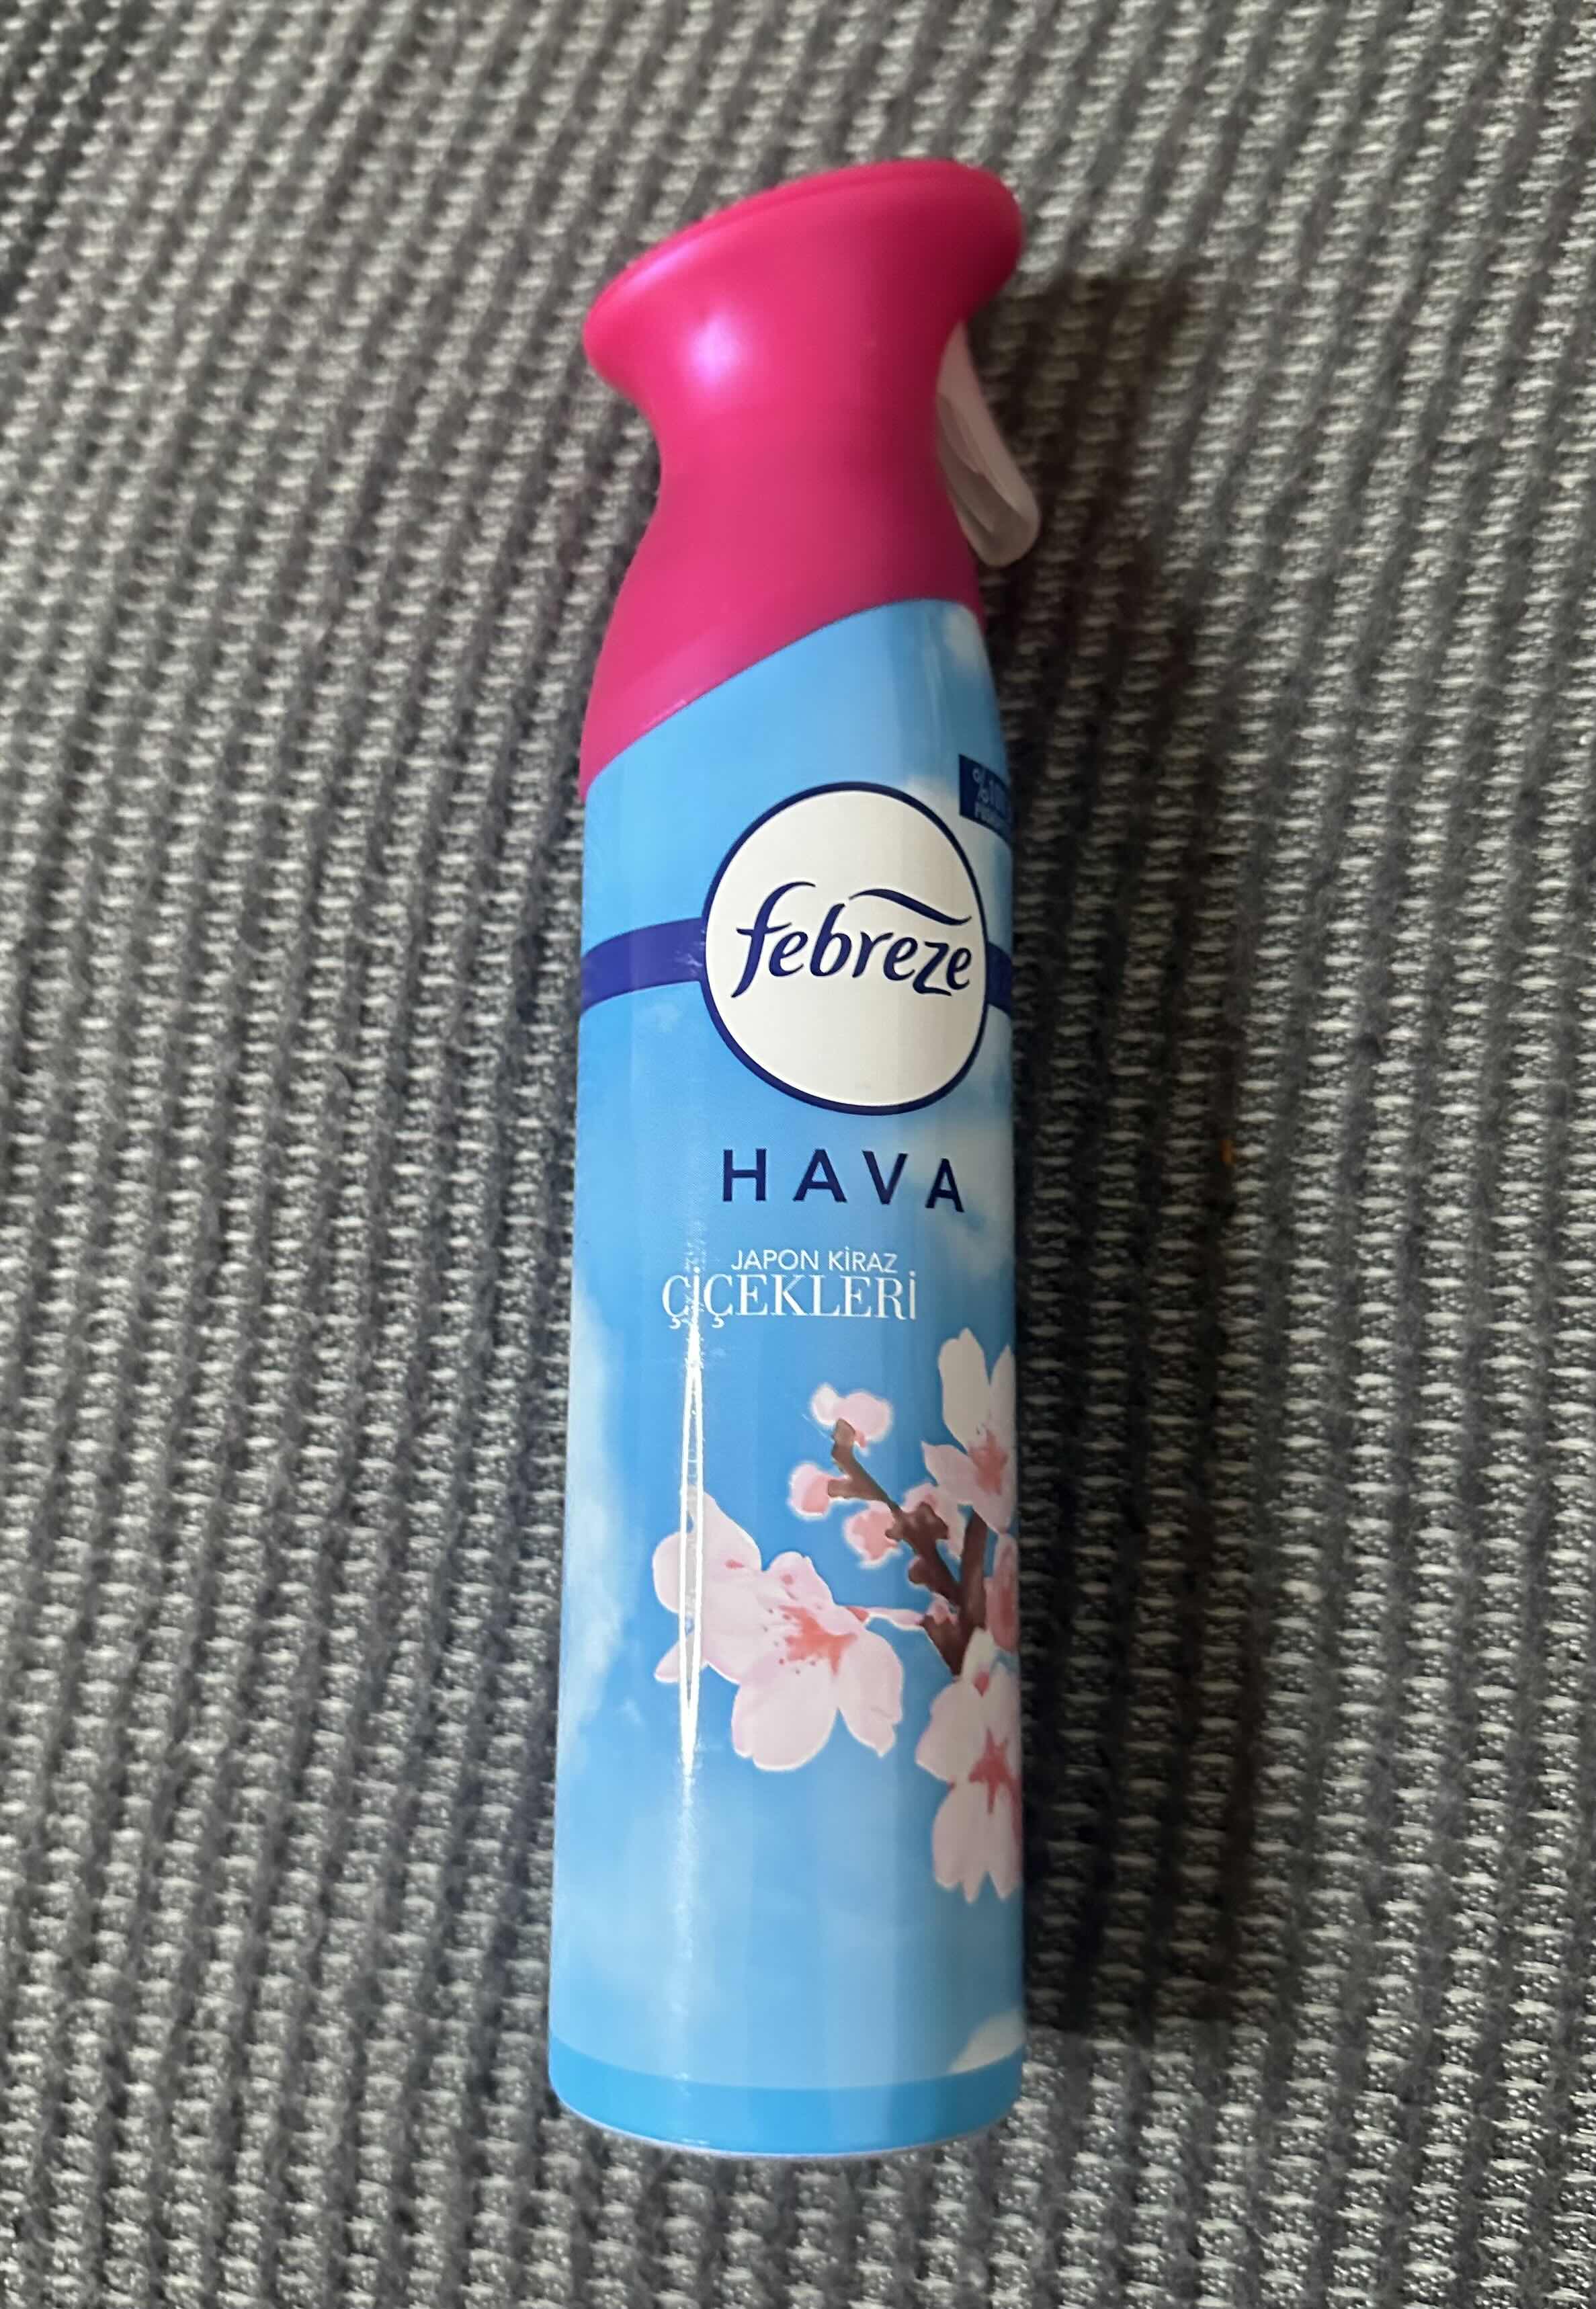 febreze
HAVA
JAPON KİRAZ
ÇİÇEKLERİ